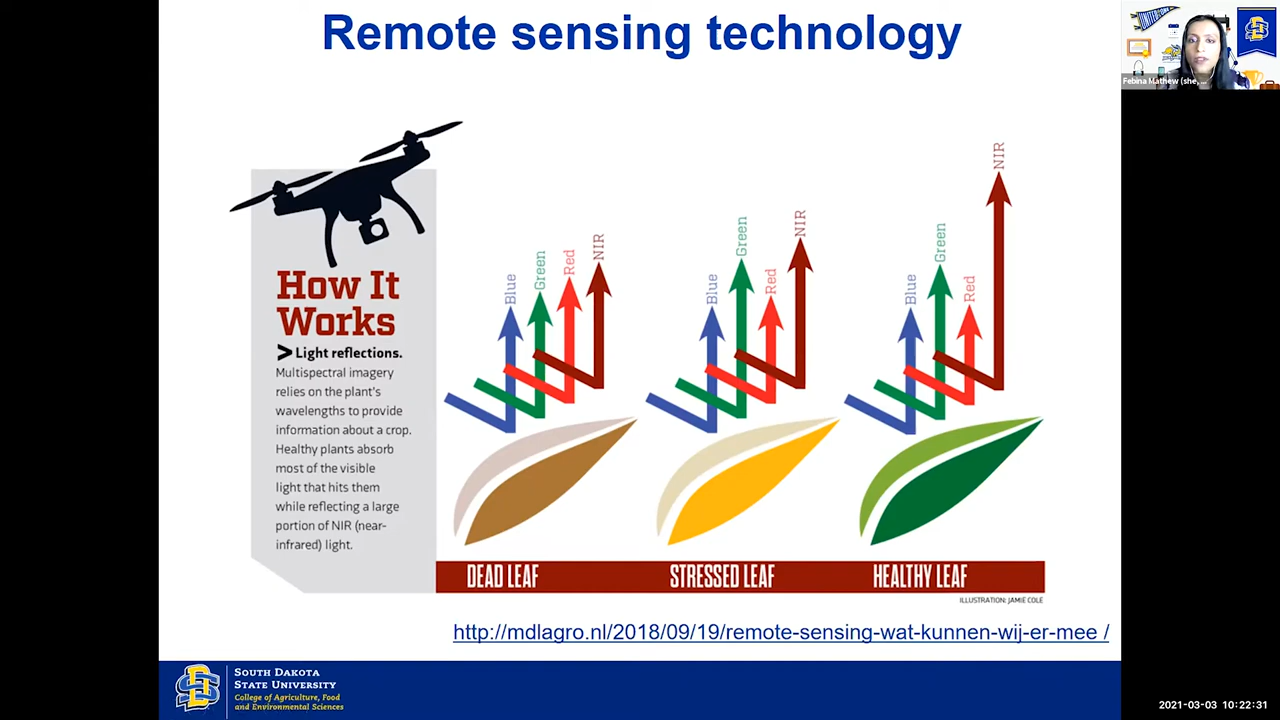 Remote sensing technology
Febina Mathew (she, ...
How It
Works
> Light reflections.
Multispectral imagery
relies on the plant's
wavelengths to provide
information about a crop.
Healthy plants absorb
most of the visible
light that hits them
while reflecting a large
portion of NIR (near-
infrared) light.
Blue
Green
Red
NIR
Blue
Green
Red
NIR
Blue
Green
Red
NIR
DEAD LEAF
STRESSED LEAF
HEALTHY LEAF
ILLUSTRATION: JAMIE COLE
http://mdlagro.nl/2018/09/19/remote-sensing-wat-kunnen-wij-er-mee /
SOUTH DAKOTA
STATE UNIVERSITY
College of Agriculture, Food
and Environmental Sciences
2021-03-03 10:22:31